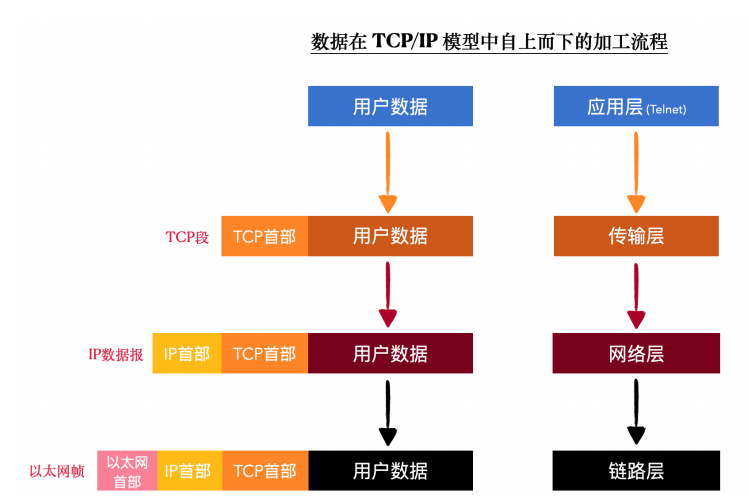 数据在 TCP/IP 模型中自上而下的加工流程
用户数据 应用层 (Telnet)
TCP段 TCP首部 用户数据 传输层
IP数据报 IP首部 TCP首部 用户数据 网络层
以太网帧 以太网首部 IP首部 TCP首部 用户数据 链路层